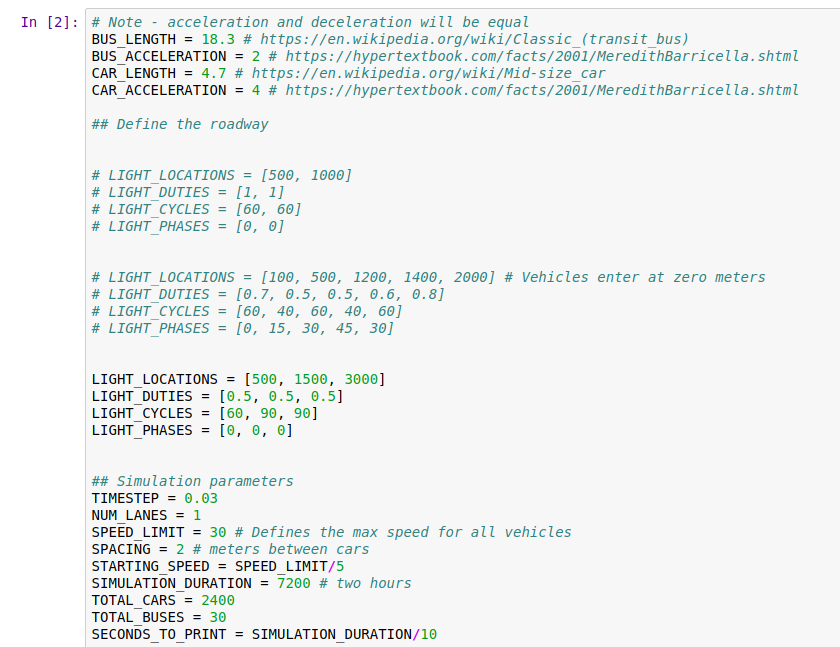 In [2]:
# Note - acceleration and deceleration will be equal
BUS_LENGTH = 18.3 # https://en.wikipedia.org/wiki/Classic_(transit_bus)
BUS_ACCELERATION = 2 # https://hypertextbook.com/facts/2001/MeredithBarricella.shtml
CAR_LENGTH = 4.7 # https://en.wikipedia.org/wiki/Mid-size_car
CAR_ACCELERATION = 4 # https://hypertextbook.com/facts/2001/MeredithBarricella.shtml
## Define the roadway
# LIGHT_LOCATIONS = [500, 1000]
# LIGHT_DUTIES = [1, 1]
# LIGHT_CYCLES = [60, 60]
# LIGHT_PHASES = [0, 0]
# LIGHT_LOCATIONS = [100, 500, 1200, 1400, 2000] # Vehicles enter at zero meters
# LIGHT_DUTIES = [0.7, 0.5, 0.5, 0.6, 0.8]
# LIGHT_CYCLES = [60, 40, 60, 40, 60]
# LIGHT_PHASES = [0, 15, 30, 45, 30]
LIGHT_LOCATIONS = [500, 1500, 3000]
LIGHT_DUTIES = [0.5, 0.5, 0.5]
LIGHT_CYCLES = [60, 90, 90]
LIGHT_PHASES = [0, 0, 0]
## Simulation parameters
TIMESTEP = 0.03
NUM_LANES = 1
SPEED_LIMIT = 30 # Defines the max speed for all vehicles
SPACING = 2 # meters between cars
STARTING_SPEED = SPEED_LIMIT/5
SIMULATION_DURATION = 7200 # two hours
TOTAL_CARS = 2400
TOTAL_BUSES = 30
SECONDS_TO_PRINT = SIMULATION_DURATION/10